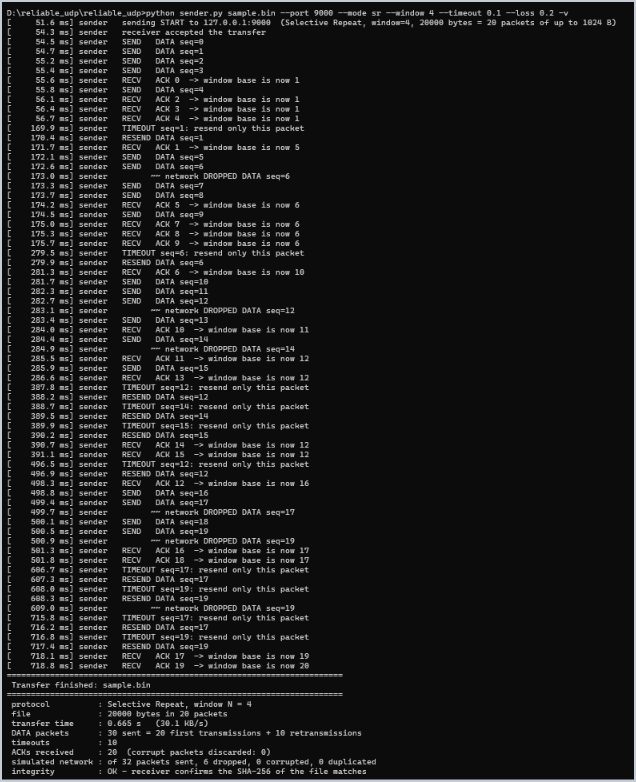 D:\reliable_udp\reliable_udp>python sender.py sample.bin --port 9000 --mode sr --window 4 --timeout 0.1 --loss 0.2 -v
[ 51.6 ms] sender sending START to 127.0.0.1:9000 (Selective Repeat, window=4, 20000 bytes = 20 packets of up to 1024 B)
[ 54.3 ms] sender receiver accepted the transfer
[ 54.5 ms] sender SEND DATA seq=0
[ 54.7 ms] sender SEND DATA seq=1
[ 55.2 ms] sender SEND DATA seq=2
[ 55.4 ms] sender SEND DATA seq=3
[ 55.6 ms] sender RECV ACK 0 -> window base is now 1
[ 55.8 ms] sender SEND DATA seq=4
[ 56.1 ms] sender RECV ACK 2 -> window base is now 1
[ 56.4 ms] sender RECV ACK 3 -> window base is now 1
[ 56.7 ms] sender RECV ACK 4 -> window base is now 1
[ 169.9 ms] sender TIMEOUT seq=1: resend only this packet
[ 170.4 ms] sender RESEND DATA seq=1
[ 171.7 ms] sender RECV ACK 1 -> window base is now 5
[ 172.1 ms] sender SEND DATA seq=5
[ 172.6 ms] sender SEND DATA seq=6
[ 173.0 ms] sender ~~ network DROPPED DATA seq=6
[ 173.3 ms] sender SEND DATA seq=7
[ 173.7 ms] sender SEND DATA seq=8
[ 174.2 ms] sender RECV ACK 5 -> window base is now 6
[ 174.5 ms] sender SEND DATA seq=9
[ 175.0 ms] sender RECV ACK 7 -> window base is now 6
[ 175.3 ms] sender RECV ACK 8 -> window base is now 6
[ 175.7 ms] sender RECV ACK 9 -> window base is now 6
[ 279.5 ms] sender TIMEOUT seq=6: resend only this packet
[ 279.9 ms] sender RESEND DATA seq=6
[ 281.3 ms] sender RECV ACK 6 -> window base is now 10
[ 281.7 ms] sender SEND DATA seq=10
[ 282.3 ms] sender SEND DATA seq=11
[ 282.7 ms] sender SEND DATA seq=12
[ 283.1 ms] sender ~~ network DROPPED DATA seq=12
[ 283.4 ms] sender SEND DATA seq=13
[ 284.0 ms] sender RECV ACK 10 -> window base is now 11
[ 284.4 ms] sender SEND DATA seq=14
[ 284.9 ms] sender ~~ network DROPPED DATA seq=14
[ 285.5 ms] sender RECV ACK 11 -> window base is now 12
[ 285.9 ms] sender SEND DATA seq=15
[ 286.6 ms] sender RECV ACK 13 -> window base is now 12
[ 387.8 ms] sender TIMEOUT seq=12: resend only this packet
[ 388.2 ms] sender RESEND DATA seq=12
[ 388.7 ms] sender TIMEOUT seq=14: resend only this packet
[ 389.5 ms] sender RESEND DATA seq=14
[ 389.9 ms] sender TIMEOUT seq=15: resend only this packet
[ 390.2 ms] sender RESEND DATA seq=15
[ 390.7 ms] sender RECV ACK 14 -> window base is now 12
[ 391.1 ms] sender RECV ACK 15 -> window base is now 12
[ 496.5 ms] sender TIMEOUT seq=12: resend only this packet
[ 496.9 ms] sender RESEND DATA seq=12
[ 498.3 ms] sender RECV ACK 12 -> window base is now 16
[ 498.8 ms] sender SEND DATA seq=16
[ 499.4 ms] sender SEND DATA seq=17
[ 499.7 ms] sender ~~ network DROPPED DATA seq=17
[ 500.1 ms] sender SEND DATA seq=18
[ 500.5 ms] sender SEND DATA seq=19
[ 500.9 ms] sender ~~ network DROPPED DATA seq=19
[ 501.3 ms] sender RECV ACK 16 -> window base is now 17
[ 501.8 ms] sender RECV ACK 18 -> window base is now 17
[ 606.7 ms] sender TIMEOUT seq=17: resend only this packet
[ 607.3 ms] sender RESEND DATA seq=17
[ 608.0 ms] sender TIMEOUT seq=19: resend only this packet
[ 608.3 ms] sender RESEND DATA seq=19
[ 609.0 ms] sender ~~ network DROPPED DATA seq=19
[ 715.8 ms] sender TIMEOUT seq=17: resend only this packet
[ 716.2 ms] sender RESEND DATA seq=17
[ 716.8 ms] sender TIMEOUT seq=19: resend only this packet
[ 717.4 ms] sender RESEND DATA seq=19
[ 718.1 ms] sender RECV ACK 17 -> window base is now 19
[ 718.8 ms] sender RECV ACK 19 -> window base is now 20
======================================================================
Transfer finished: sample.bin
======================================================================
protocol : Selective Repeat, window N = 4
file : 20000 bytes in 20 packets
transfer time : 0.665 s (30.1 KB/s)
DATA packets : 30 sent = 20 first transmissions + 10 retransmissions
timeouts : 10
ACKs received : 20 (corrupt packets discarded: 0)
simulated network : of 32 packets sent, 6 dropped, 0 corrupted, 0 duplicated
integrity : OK - receiver confirms the SHA-256 of the file matches